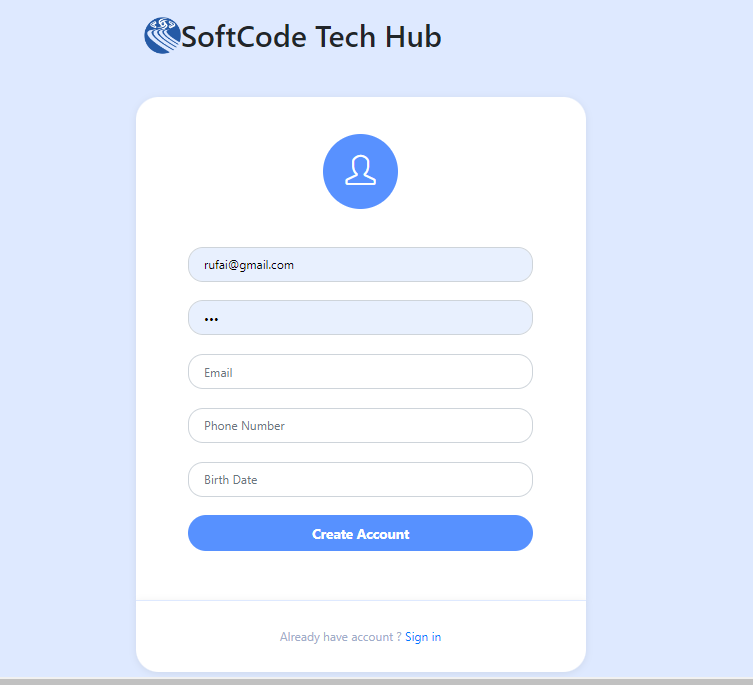 SoftCode Tech Hub
rufai@gmail.com
•••
Email
Phone Number
Birth Date
Create Account
Already have account ? Sign in